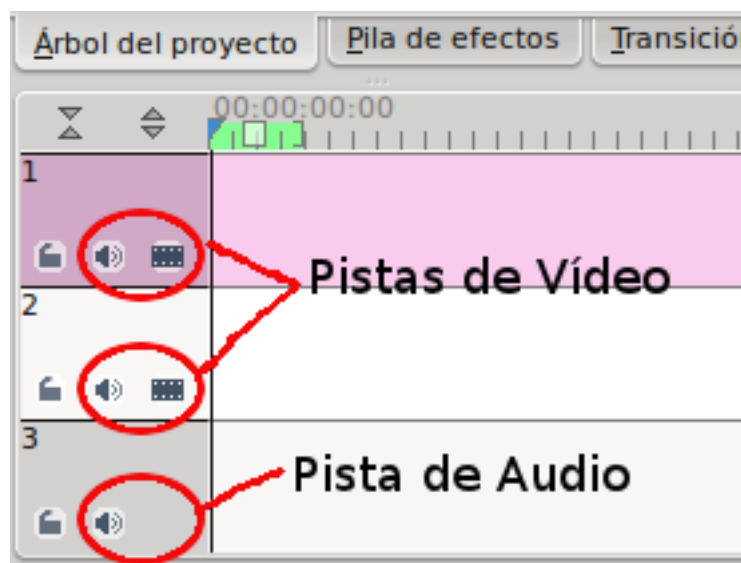 Árbol del proyecto
Pila de efectos
Transició
00:00:00:00
1
Pistas de Vídeo
2
3
Pista de Audio